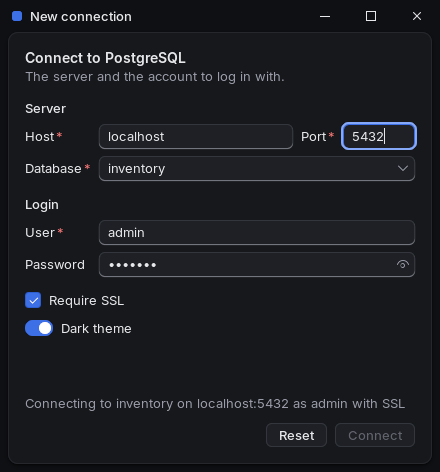 New connection
Connect to PostgreSQL
The server and the account to log in with.
Server
Host* localhost Port* 5432
Database* inventory
Login
User* admin
Password •••••••
Require SSL
Dark theme
Connecting to inventory on localhost:5432 as admin with SSL
Reset Connect